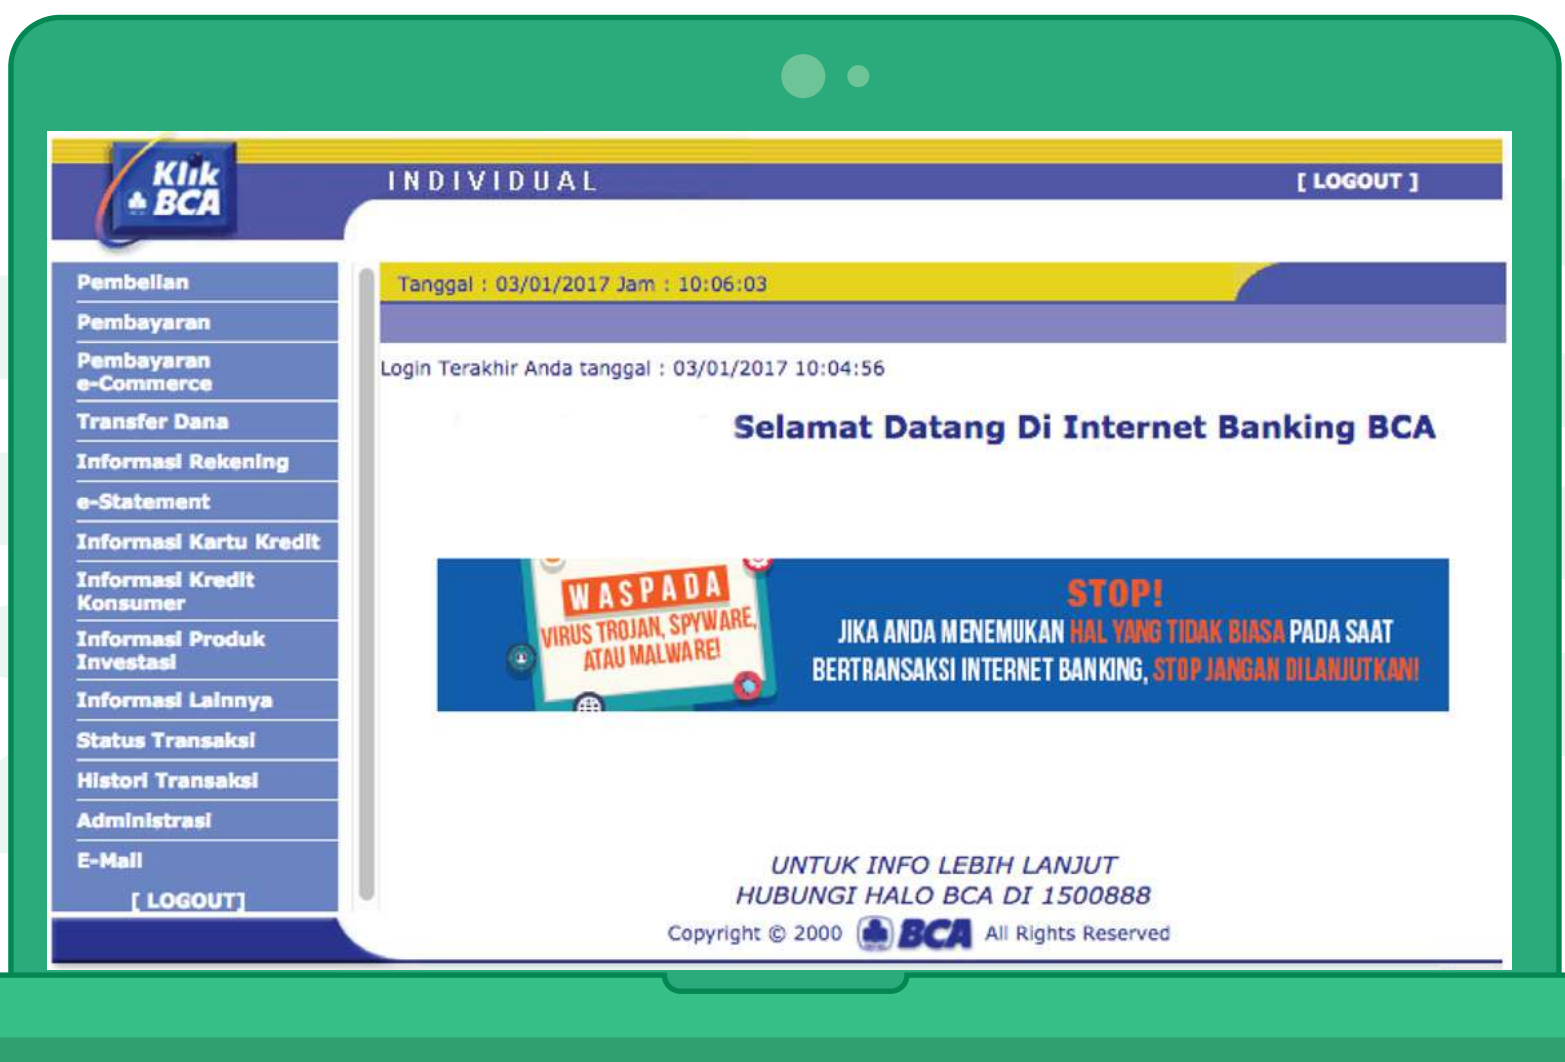 Klik
BCA
INDIVIDUAL
[ LOGOUT ]
Pembelian
Pembayaran
Pembayaran
e-Commerce
Transfer Dana
Informasi Rekening
e-Statement
Informasi Kartu Kredit
Informasi Kredit
Konsumer
Informasi Produk
Investasi
Informasi Lainnya
Status Transaksi
Histori Transaksi
Administrasi
E-Mail
[ LOGOUT]
Tanggal : 03/01/2017 Jam : 10:06:03
Login Terakhir Anda tanggal : 03/01/2017 10:04:56
Selamat Datang Di Internet Banking BCA
WASPADA
VIRUS TROJAN, SPYWARE,
ATAU MALWARE!
STOP!
JIKA ANDA MENEMUKAN HAL YANG TIDAK BIASA PADA SAAT
BERTRANSAKSI INTERNET BANKING, STOP JANGAN DILANJUTKAN!
UNTUK INFO LEBIH LANJUT
HUBUNGI HALO BCA DI 1500888
Copyright © 2000 BCA All Rights Reserved